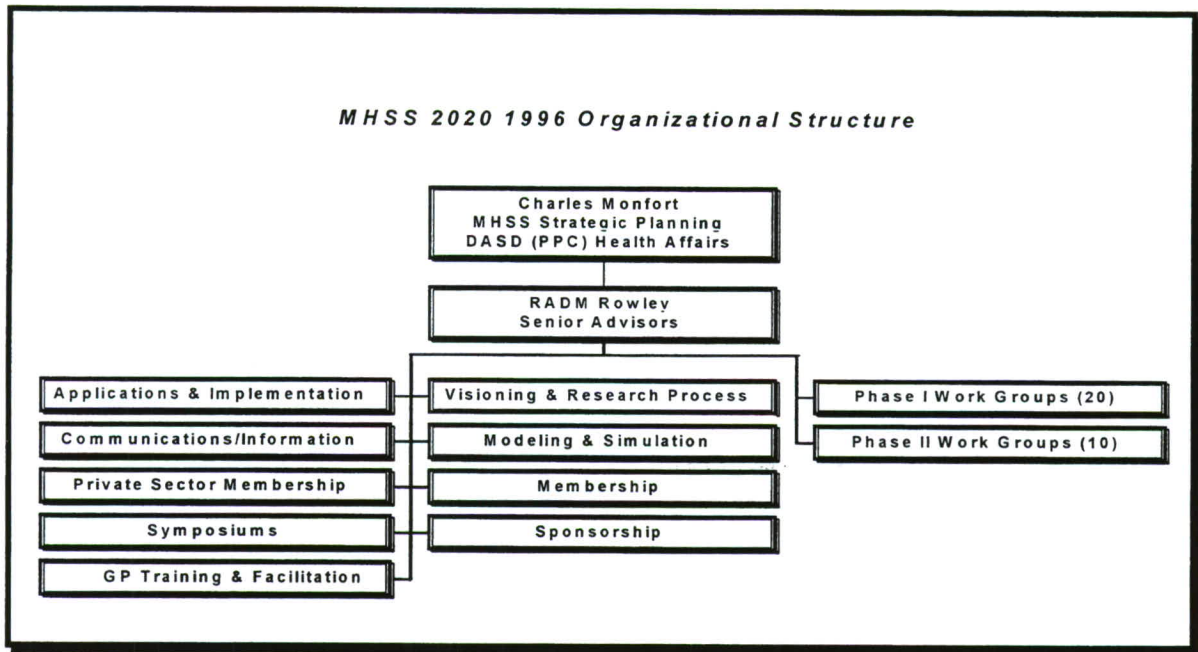 MHSS 2020 1996 Organizational Structure
Charles Monfort
MHSS Strategic Planning
DASD (PPC) Health Affairs
RADM Rowley
Senior Advisors
Applications & Implementation
Visioning & Research Process
Phase I Work Groups (20)
Communications/Information
Modeling & Simulation
Phase II Work Groups (10)
Private Sector Membership
Membership
Symposiums
Sponsorship
GP Training & Facilitation